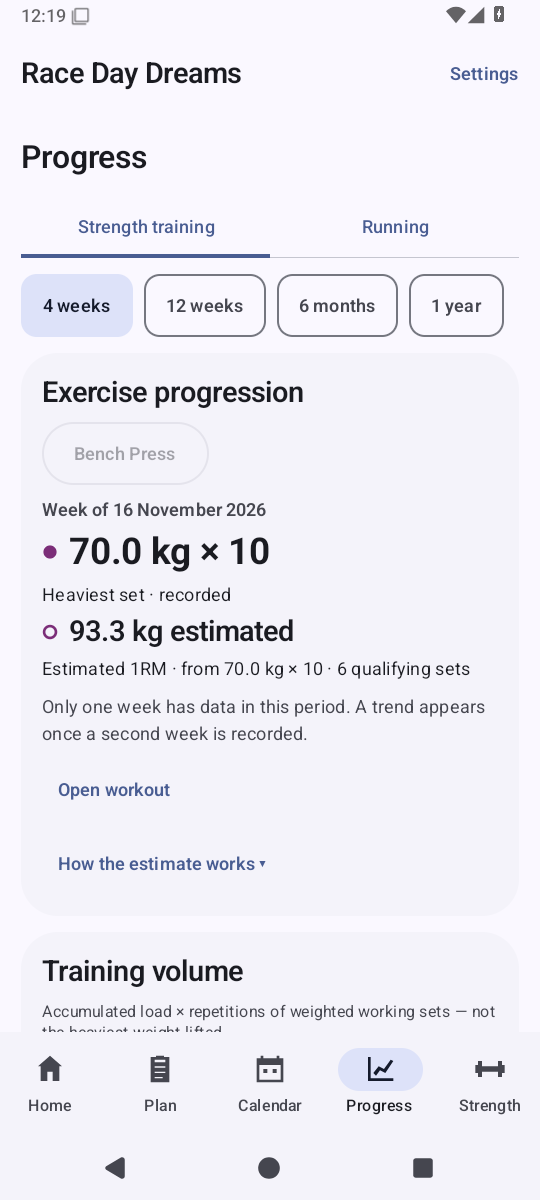 12:19
Race Day Dreams
Settings
Progress
Strength training
Running
4 weeks
12 weeks
6 months
1 year
Exercise progression
Bench Press
Week of 16 November 2026
70.0 kg × 10
Heaviest set · recorded
93.3 kg estimated
Estimated 1RM · from 70.0 kg × 10 · 6 qualifying sets
Only one week has data in this period. A trend appears
once a second week is recorded.
Open workout
How the estimate works ▾
Training volume
Accumulated load × repetitions of weighted working sets — not
the heaviest weight lifted
Home
Plan
Calendar
Progress
Strength